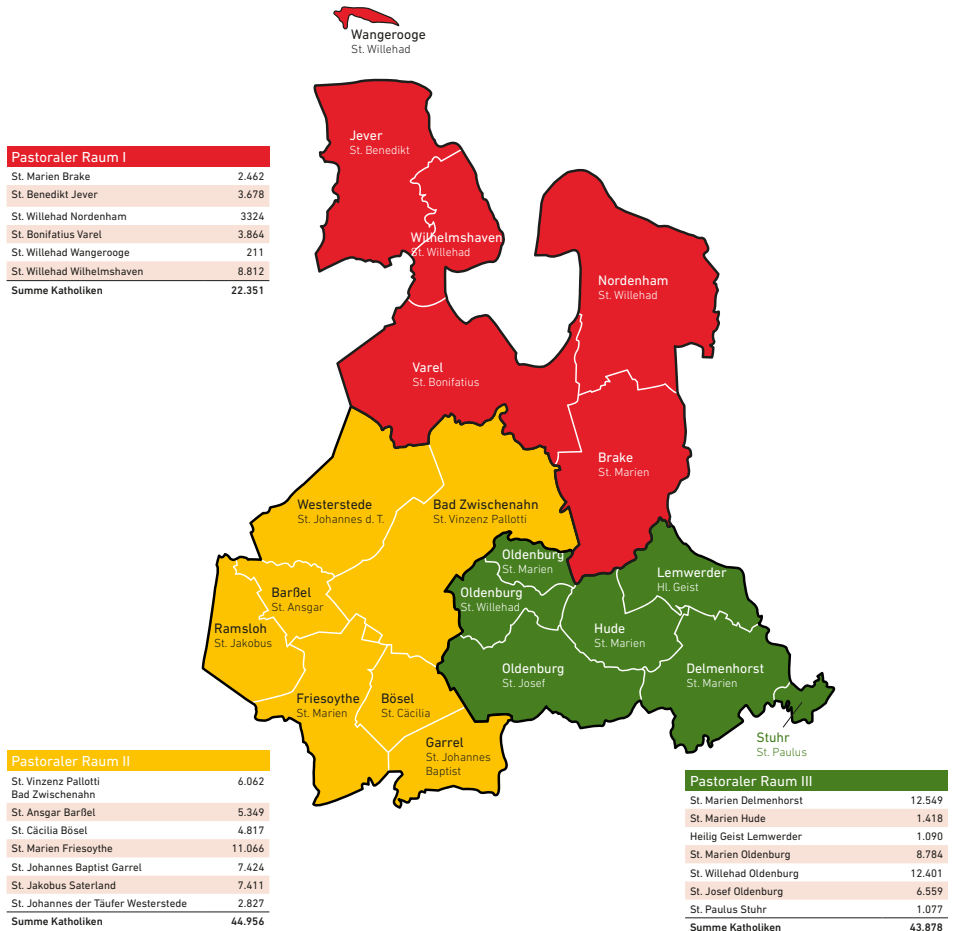 Wangerooge
St. Willehad
Jever
St. Benedikt
Wilhelmshaven
St. Willehad
Nordenham
St. Willehad
Varel
St. Bonifatius
Brake
St. Marien
Pastoraler Raum I
St. Marien Brake 2.462
St. Benedikt Jever 3.678
St. Willehad Nordenham 3324
St. Bonifatius Varel 3.864
St. Willehad Wangerooge 211
St. Willehad Wilhelmshaven 8.812
Summe Katholiken 22.351
Westerstede
St. Johannes d. T.
Bad Zwischenahn
St. Vinzenz Pallotti
Barßel
St. Ansgar
Ramsloh
St. Jakobus
Friesoythe
St. Marien
Bösel
St. Cäcilia
Garrel
St. Johannes
Baptist
Oldenburg
St. Marien
Oldenburg
St. Willehad
Oldenburg
St. Josef
Lemwerder
Hl. Geist
Hude
St. Marien
Delmenhorst
St. Marien
Stuhr
St. Paulus
Pastoraler Raum II
St. Vinzenz Pallotti 6.062
Bad Zwischenahn
St. Ansgar Barßel 5.349
St. Cäcilia Bösel 4.817
St. Marien Friesoythe 11.066
St. Johannes Baptist Garrel 7.424
St. Jakobus Saterland 7.411
St. Johannes der Täufer Westerstede 2.827
Summe Katholiken 44.956
Pastoraler Raum III
St. Marien Delmenhorst 12.549
St. Marien Hude 1.418
Heilig Geist Lemwerder 1.090
St. Marien Oldenburg 8.784
St. Willehad Oldenburg 12.401
St. Josef Oldenburg 6.559
St. Paulus Stuhr 1.077
Summe Katholiken 43.878